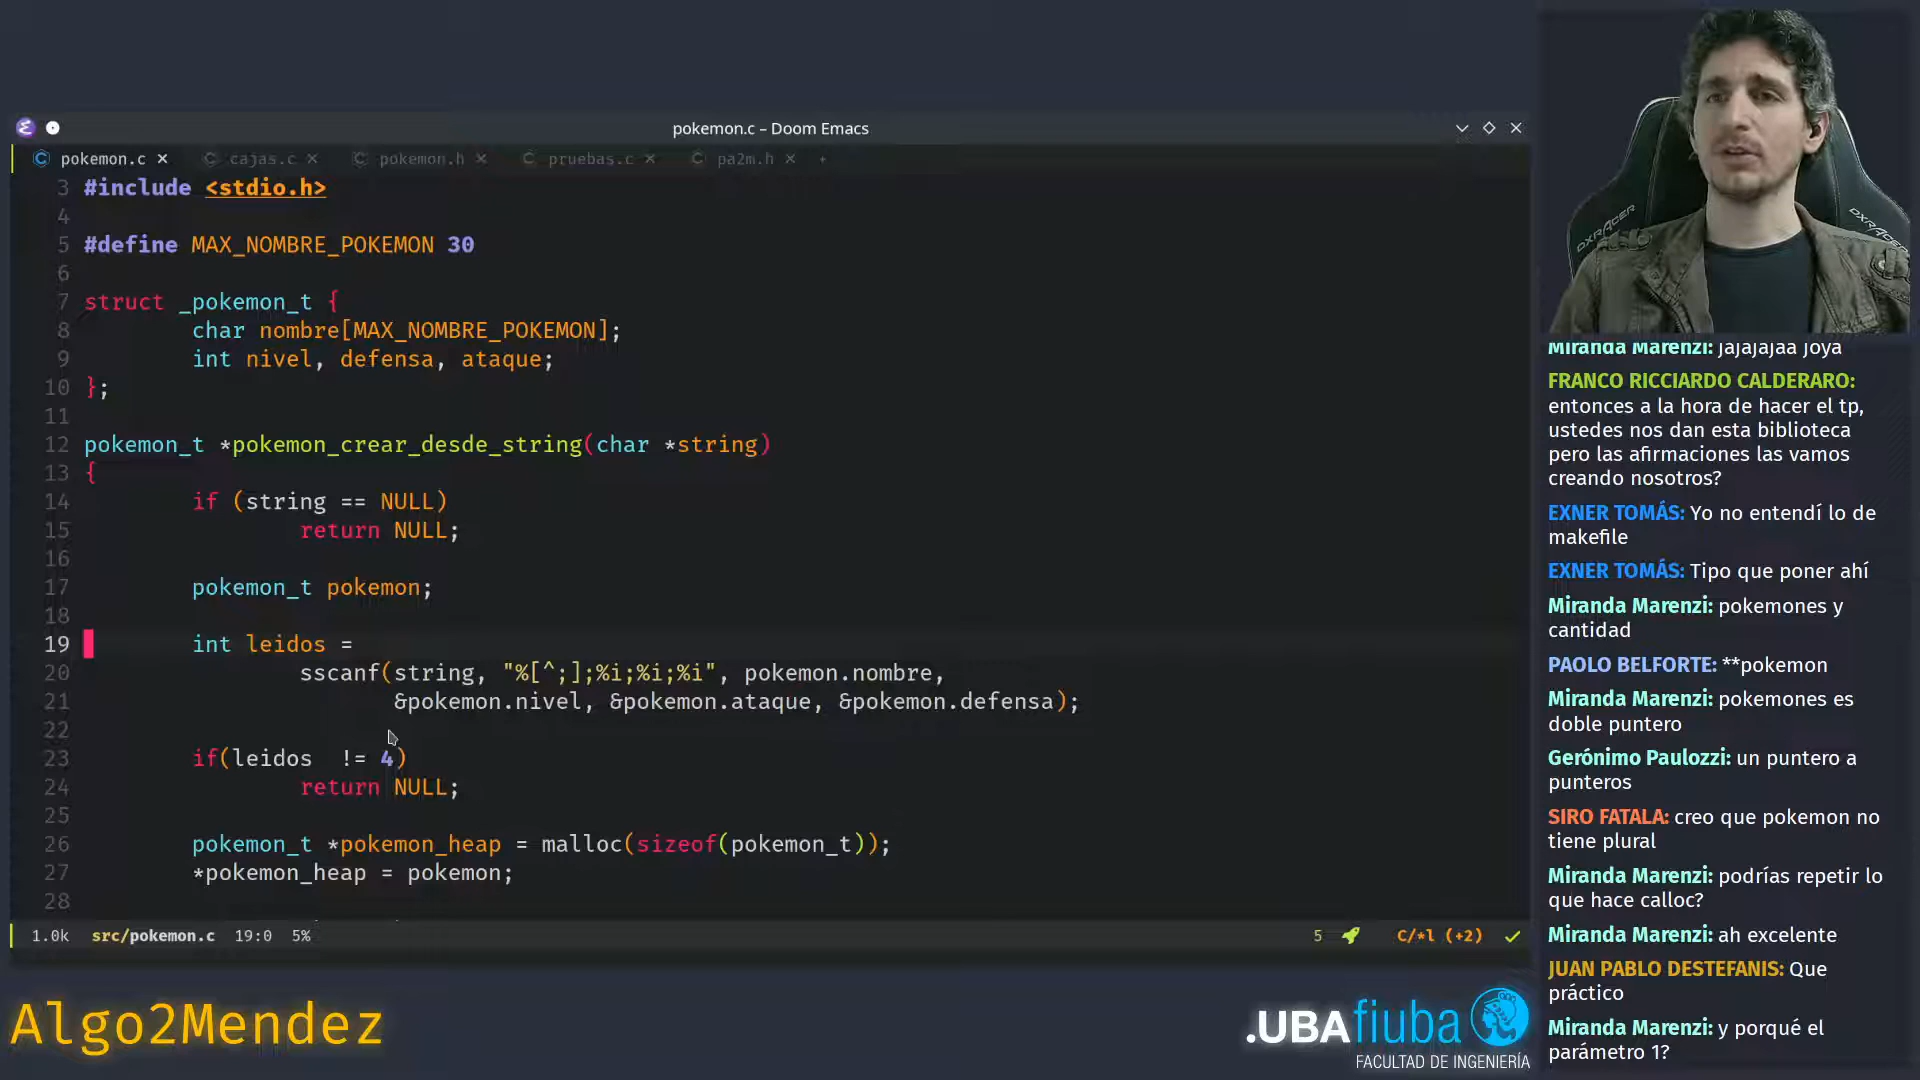 pokemon.c – Doom Emacs
pokemon.c × cajas.c × pokemon.h × pruebas.c × pa2m.h × +
3 #include <stdio.h>
4
5 #define MAX_NOMBRE_POKEMON 30
6
7 struct _pokemon_t {
8 char nombre[MAX_NOMBRE_POKEMON];
9 int nivel, defensa, ataque;
10 };
11
12 pokemon_t *pokemon_crear_desde_string(char *string)
13 {
14 if (string == NULL)
15 return NULL;
16
17 pokemon_t pokemon;
18
19 int leidos =
20 sscanf(string, "%[^;];%i;%i;%i", pokemon.nombre,
21 &pokemon.nivel, &pokemon.ataque, &pokemon.defensa);
22
23 if(leidos  != 4)
24 return NULL;
25
26 pokemon_t *pokemon_heap = malloc(sizeof(pokemon_t));
27 *pokemon_heap = pokemon;
28
1.0k src/pokemon.c 19:0 5% 5 C/*l (+2)
Algo2Mendez
.UBAfiuba
FACULTAD DE INGENIERÍA
DXRACER
DXRACER
Miranda Marenzi: jajajajaa joya
FRANCO RICCIARDO CALDERARO:
entonces a la hora de hacer el tp,
ustedes nos dan esta biblioteca
pero las afirmaciones las vamos
creando nosotros?
EXNER TOMÁS: Yo no entendí lo de
makefile
EXNER TOMÁS: Tipo que poner ahí
Miranda Marenzi: pokemones y
cantidad
PAOLO BELFORTE: **pokemon
Miranda Marenzi: pokemones es
doble puntero
Gerónimo Paulozzi: un puntero a
punteros
SIRO FATALA: creo que pokemon no
tiene plural
Miranda Marenzi: podrías repetir lo
que hace calloc?
Miranda Marenzi: ah excelente
JUAN PABLO DESTEFANIS: Que
práctico
Miranda Marenzi: y porqué el
parámetro 1?